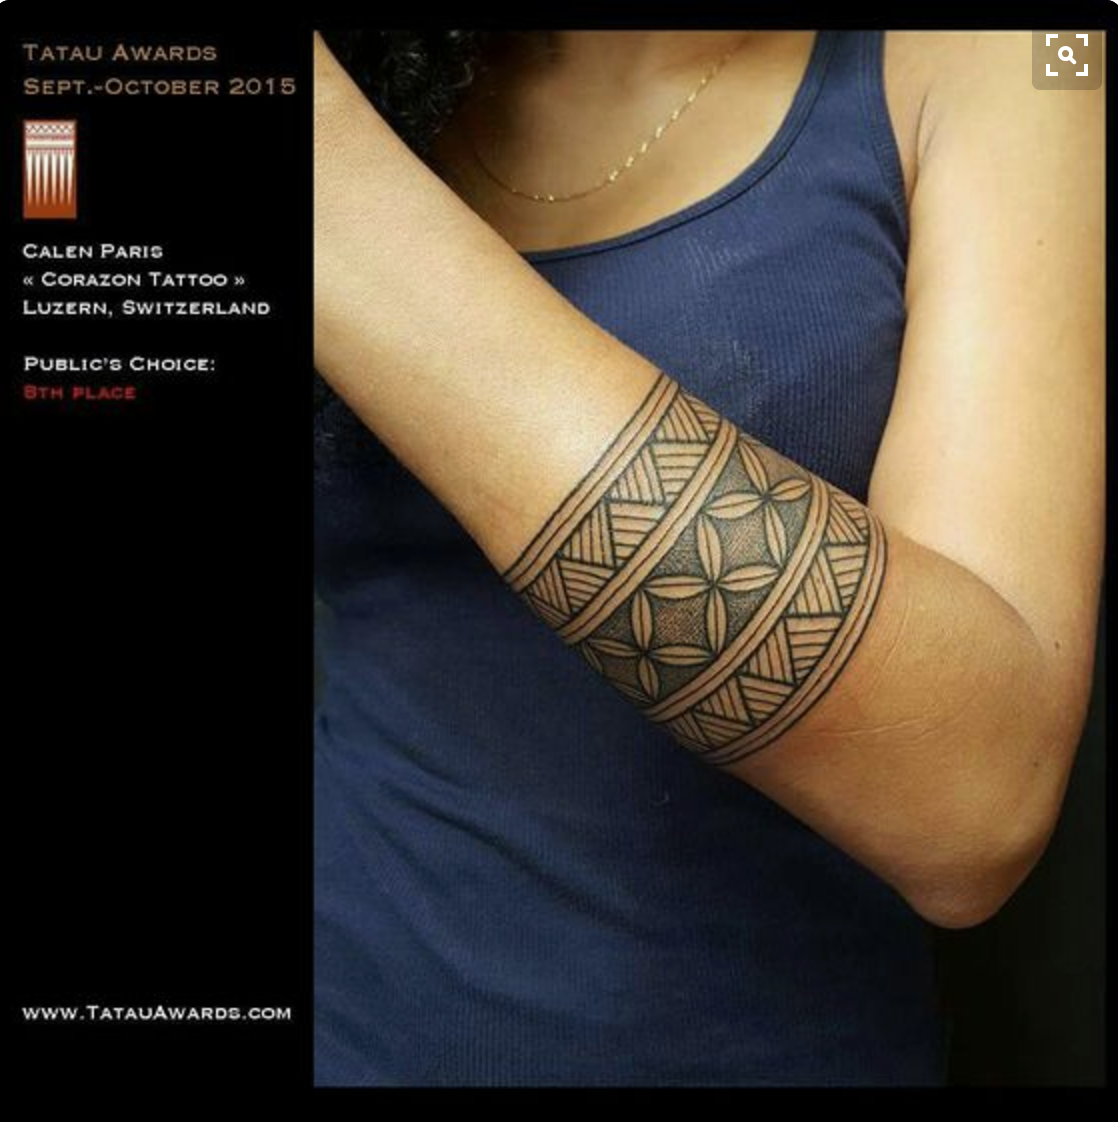 Tatau Awards
Sept.-October 2015
Calen Paris
« Corazon Tattoo »
Luzern, Switzerland
Public's Choice:
8th place
www.TatauAwards.com